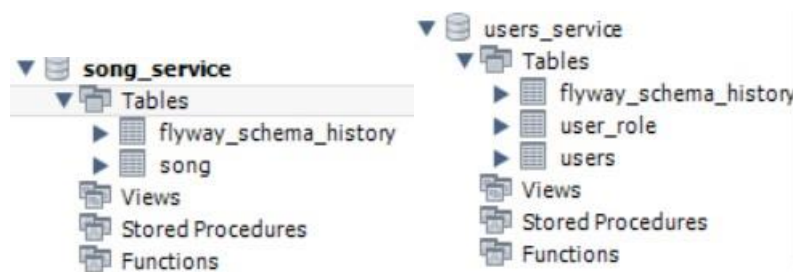 song_service
Tables
flyway_schema_history
song
Views
Stored Procedures
Functions
users_service
Tables
flyway_schema_history
user_role
users
Views
Stored Procedures
Functions